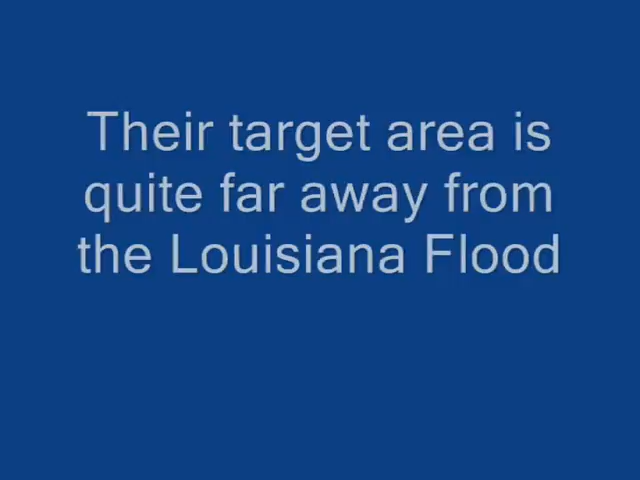 Their target area is
quite far away from
the Louisiana Flood